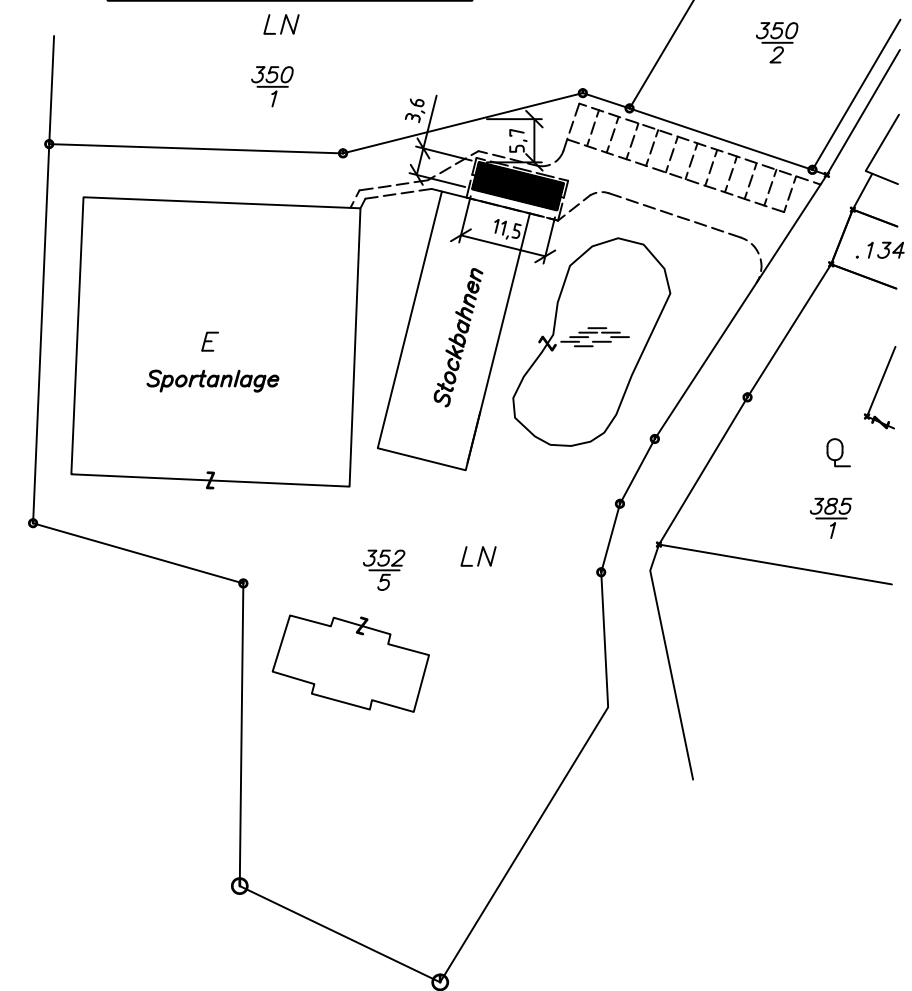 LN
350
2
350
1
3,6
5,7
11,5
.134
Stockbahnen
E
Sportanlage
Q
385
1
352
5
LN